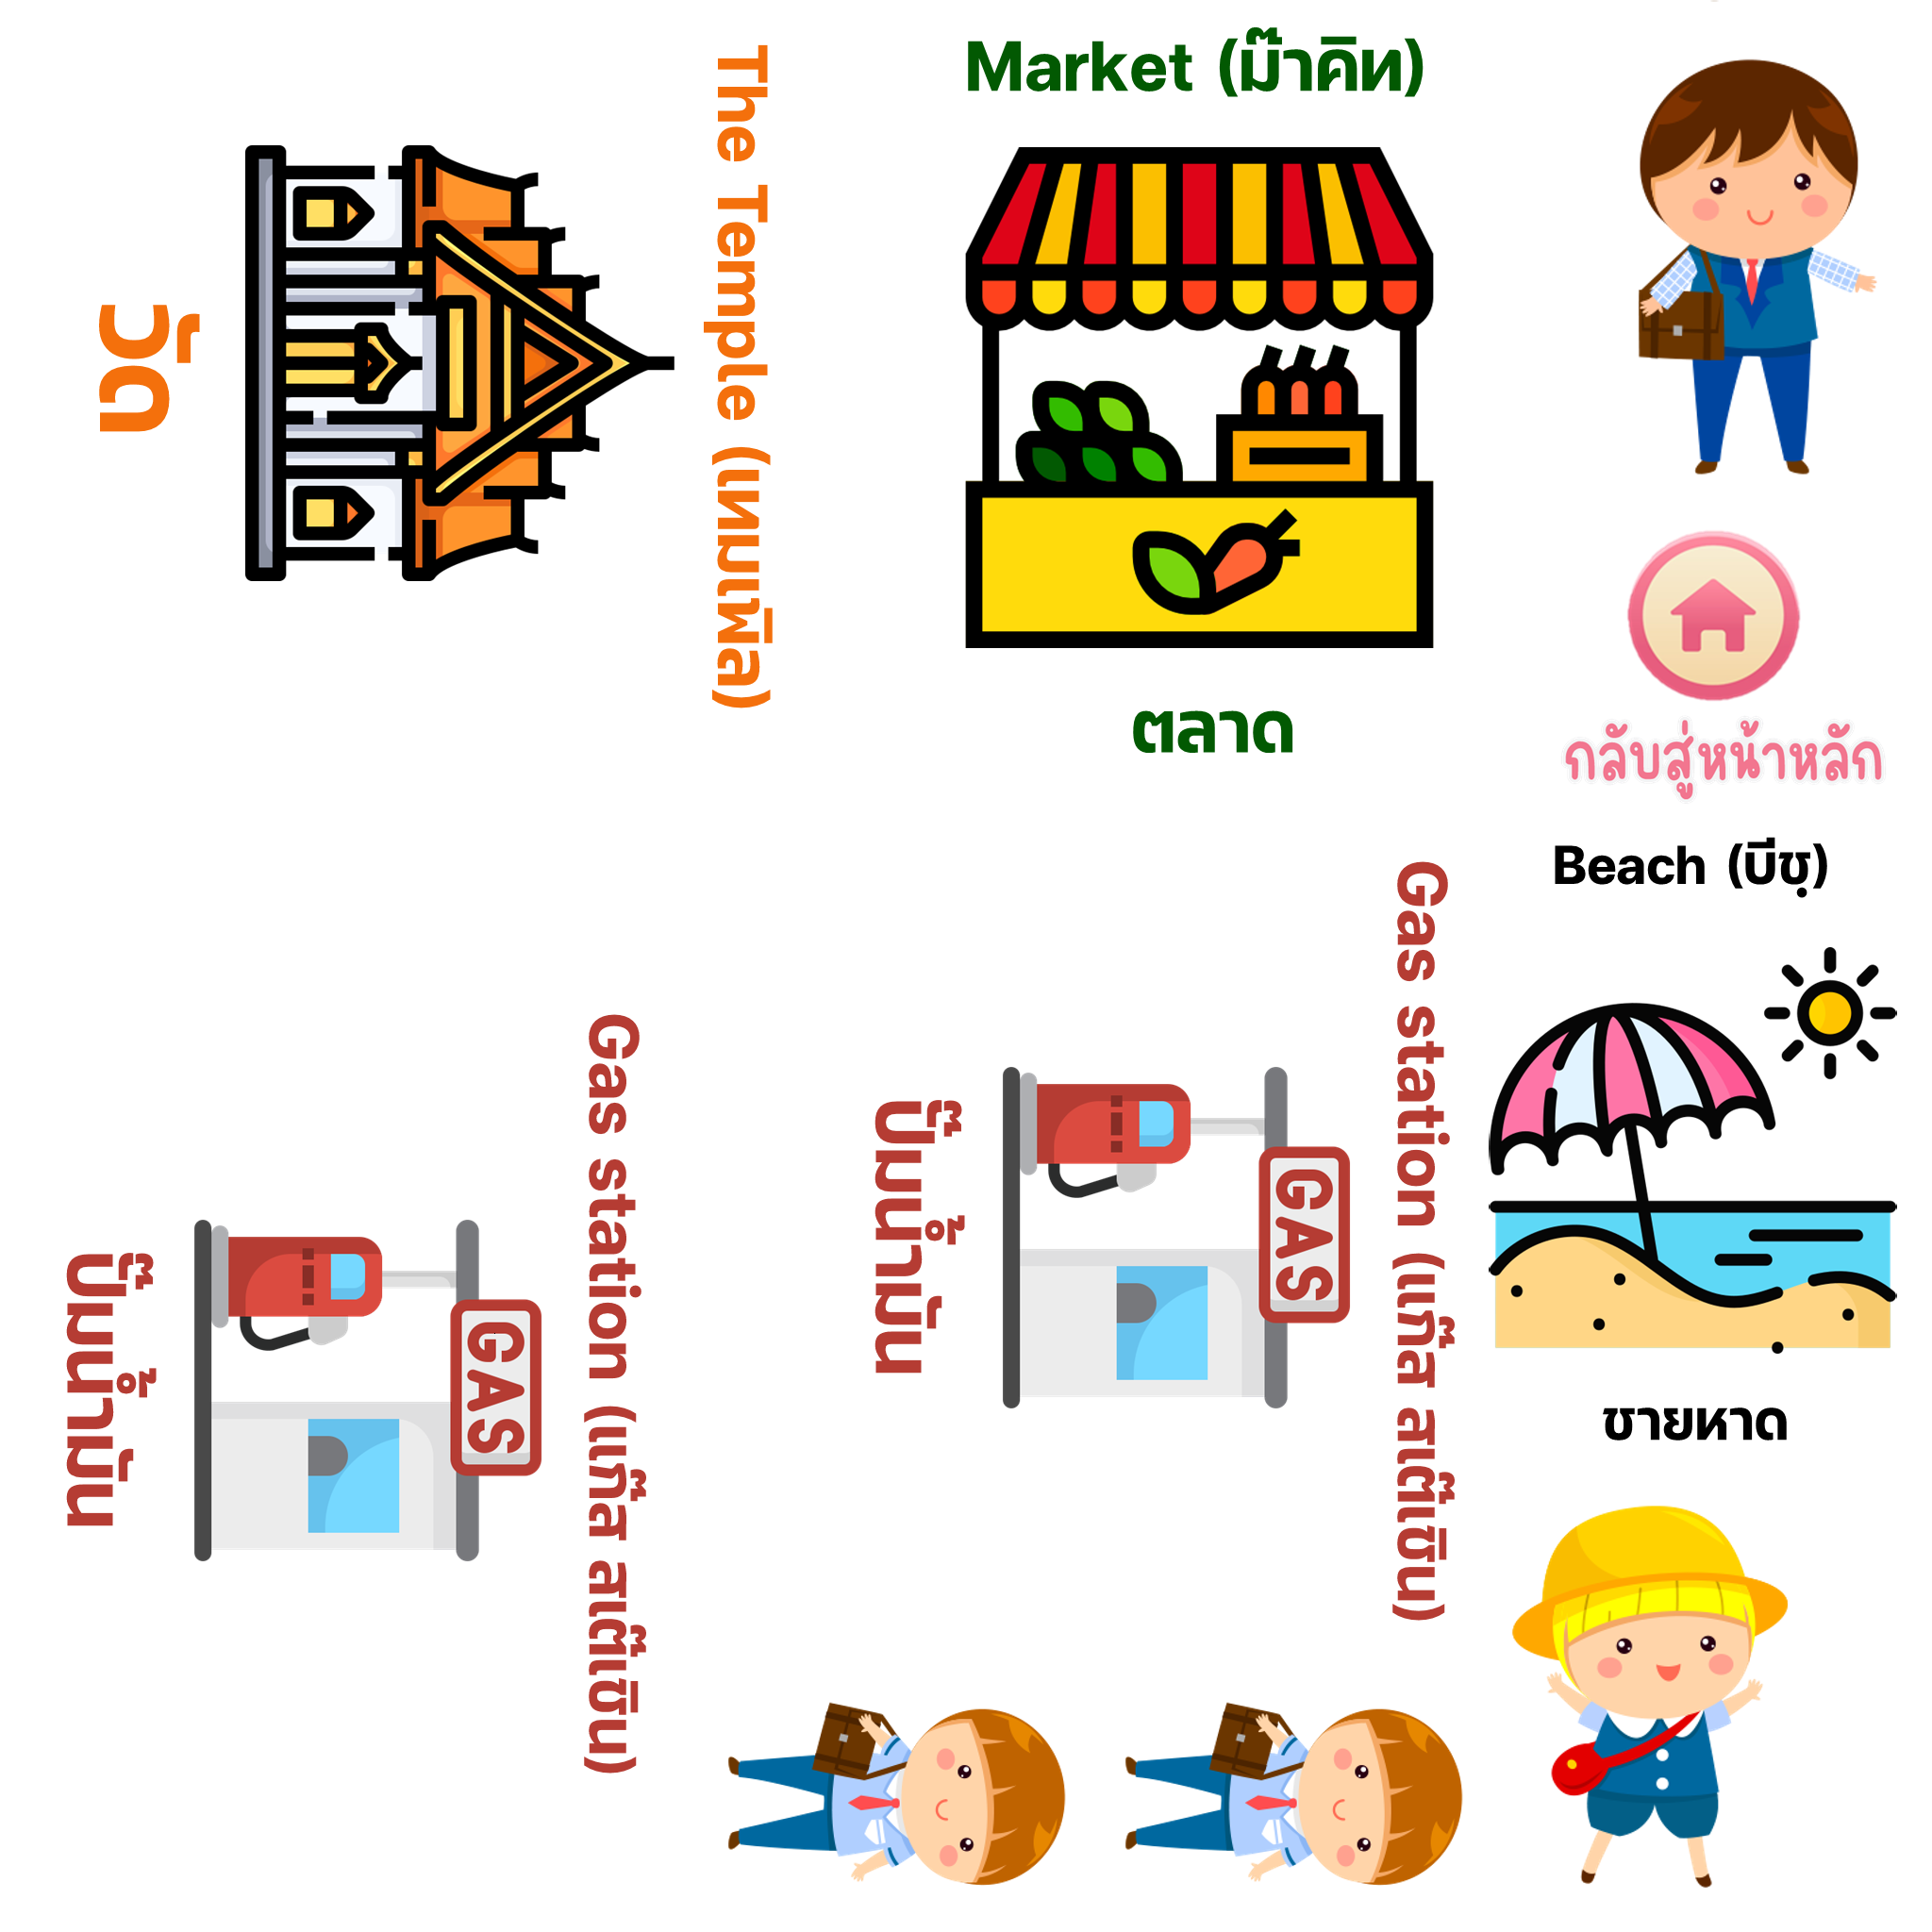 The Temple (เทมเพิล)
วัด
Market (ม๊าคิท)
ตลาด
กลับสู่หน้าหลัก
Beach (บีชฺ)
ชายหาด
Gas station (แก๊ส สเต๊ชิน)
GAS
ปั๊มน้ำมัน
Gas station (แก๊ส สเต๊ชิน)
GAS
ปั๊มน้ำมัน